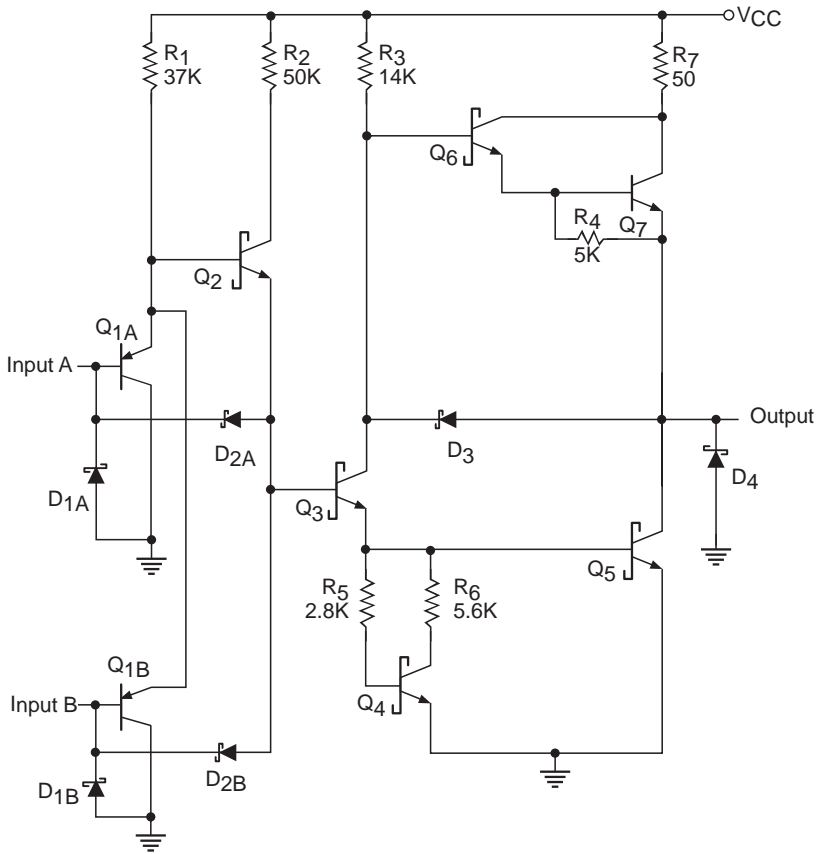 VCC
R1
37K
R2
50K
R3
14K
R7
50
Q6
Q7
R4
5K
Q2
Q1A
Input A
D2A
D3
Output
D1A
D4
Q3
Q5
R5
2.8K
R6
5.6K
Q1B
Input B
Q4
D2B
D1B